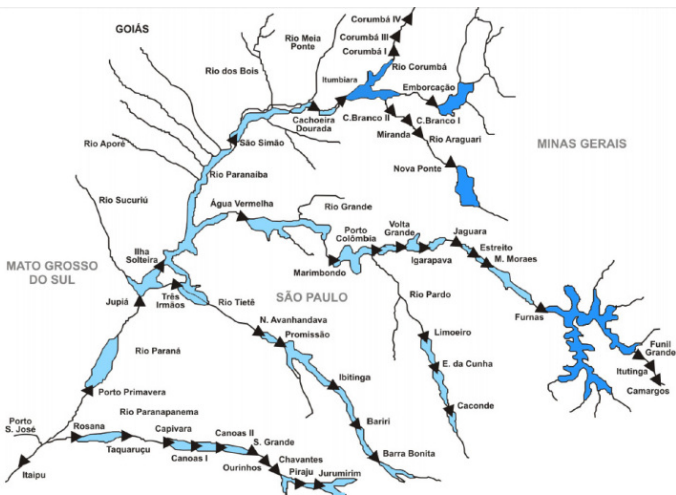 GOIÁS
Corumbá IV
Corumbá III
Corumbá I
Rio Meia
Ponte
Rio Corumbá
Rio dos Bois
Itumbiara
Emborcação
Cachoeira
Dourada
C.Branco II
C.Branco I
Miranda
Rio Araguari
MINAS GERAIS
São Simão
Rio Aporé
Nova Ponte
Rio Paranaíba
Rio Sucuriú
Água Vermelha
Rio Grande
Porto
Colômbia
Volta
Grande
Jaguara
Estreito
M. Moraes
Igarapava
Marimbondo
Ilha
Solteira
MATO GROSSO
DO SUL
Três
Irmãos
Jupiá
Rio Tietê
SÃO PAULO
Rio Pardo
Furnas
N. Avanhandava
Promissão
Limoeiro
Funil
Grande
Itutinga
Camargos
Rio Paraná
E. da Cunha
Ibitinga
Porto Primavera
Caconde
Rio Paranapanema
Bariri
Porto
S. José
Rosana
Capivara
Canoas II
S. Grande
Taquaruçu
Canoas I
Chavantes
Barra Bonita
Ourinhos
Piraju
Jurumirim
Itaipu